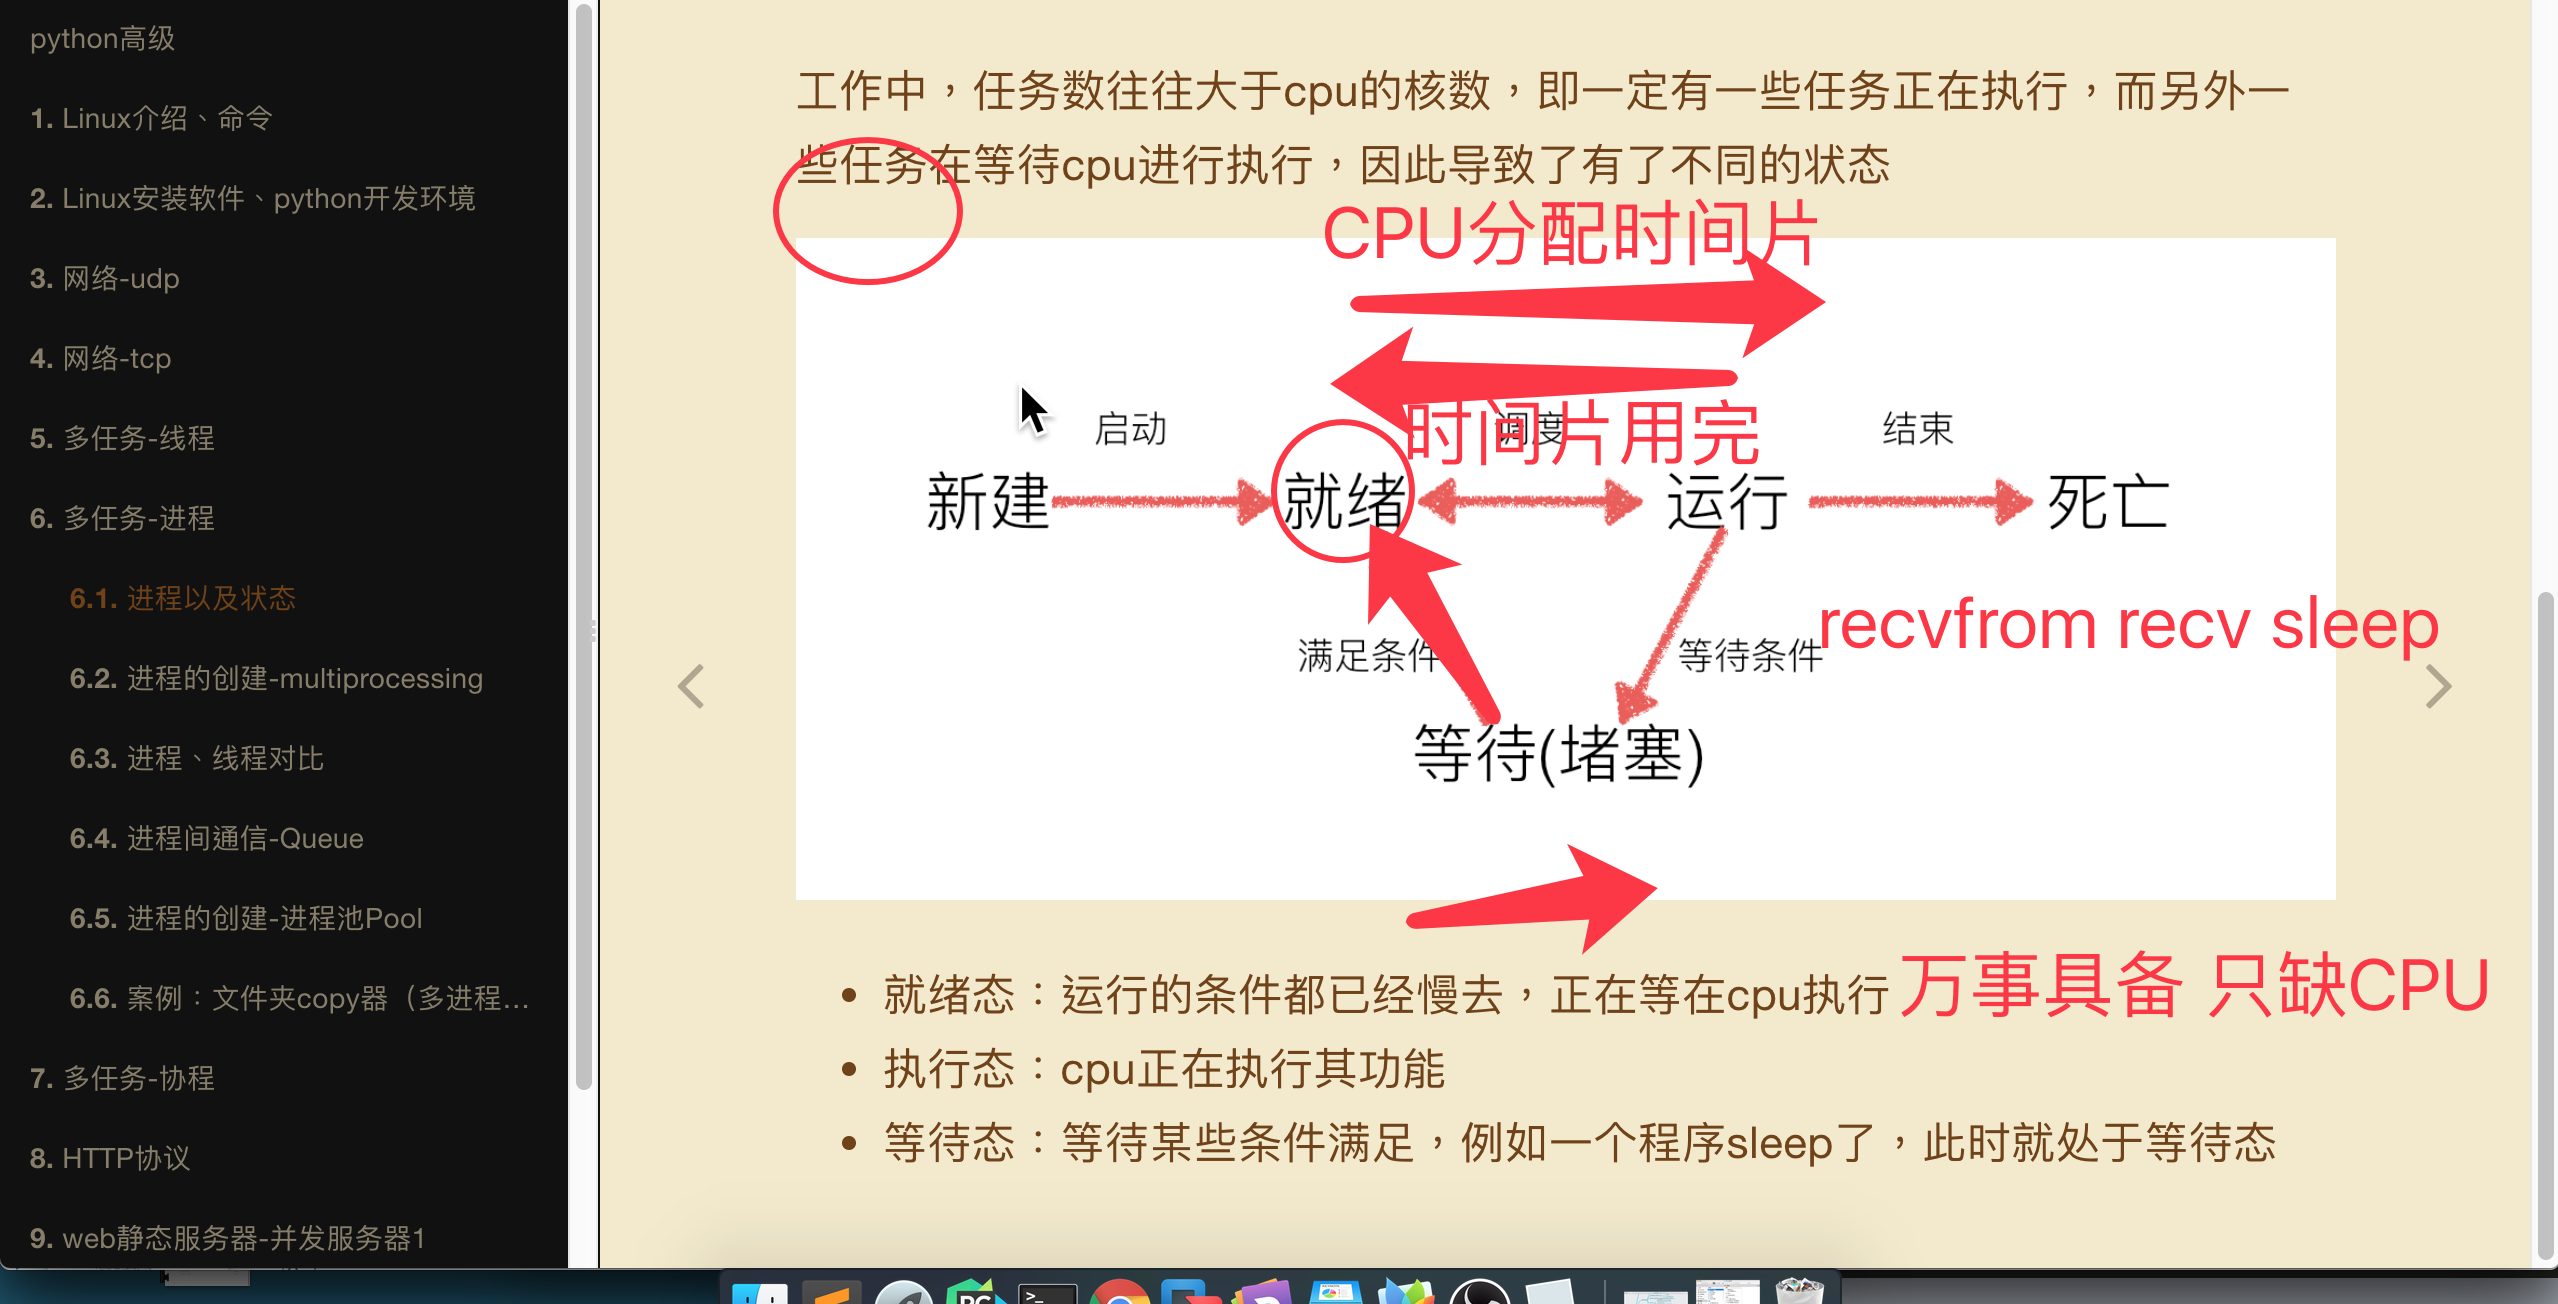 python高级
1. Linux介绍、命令
2. Linux安装软件、python开发环境
3. 网络-udp
4. 网络-tcp
5. 多任务-线程
6. 多任务-进程
6.1. 进程以及状态
6.2. 进程的创建-multiprocessing
6.3. 进程、线程对比
6.4. 进程间通信-Queue
6.5. 进程的创建-进程池Pool
6.6. 案例：文件夹copy器（多进程...
7. 多任务-协程
8. HTTP协议
9. web静态服务器-并发服务器1
工作中，任务数往往大于cpu的核数，即一定有一些任务正在执行，而另外一
些任务在等待cpu进行执行，因此导致了有了不同的状态
CPU分配时间片
时间片用完
启动
调度
结束
新建
就绪
运行
死亡
满足条件
等待条件
recvfrom recv sleep
等待(堵塞)
就绪态：运行的条件都已经慢去，正在等在cpu执行
万事具备 只缺CPU
执行态：cpu正在执行其功能
等待态：等待某些条件满足，例如一个程序sleep了，此时就处于等待态
PC
>_